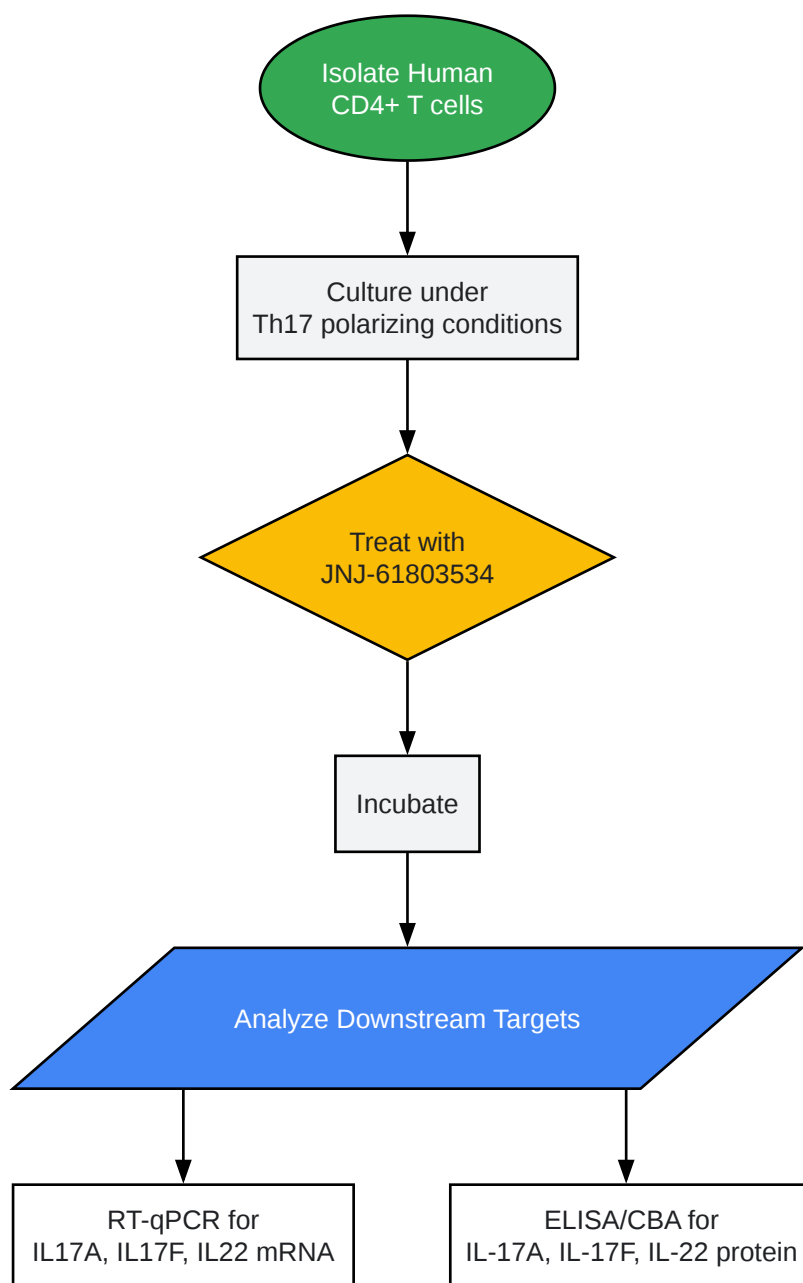 Isolate Human
CD4+ T cells
Culture under
Th17 polarizing conditions
Treat with
JNJ-61803534
Incubate
Analyze Downstream Targets
RT-qPCR for
IL17A, IL17F, IL22 mRNA
ELISA/CBA for
IL-17A, IL-17F, IL-22 protein